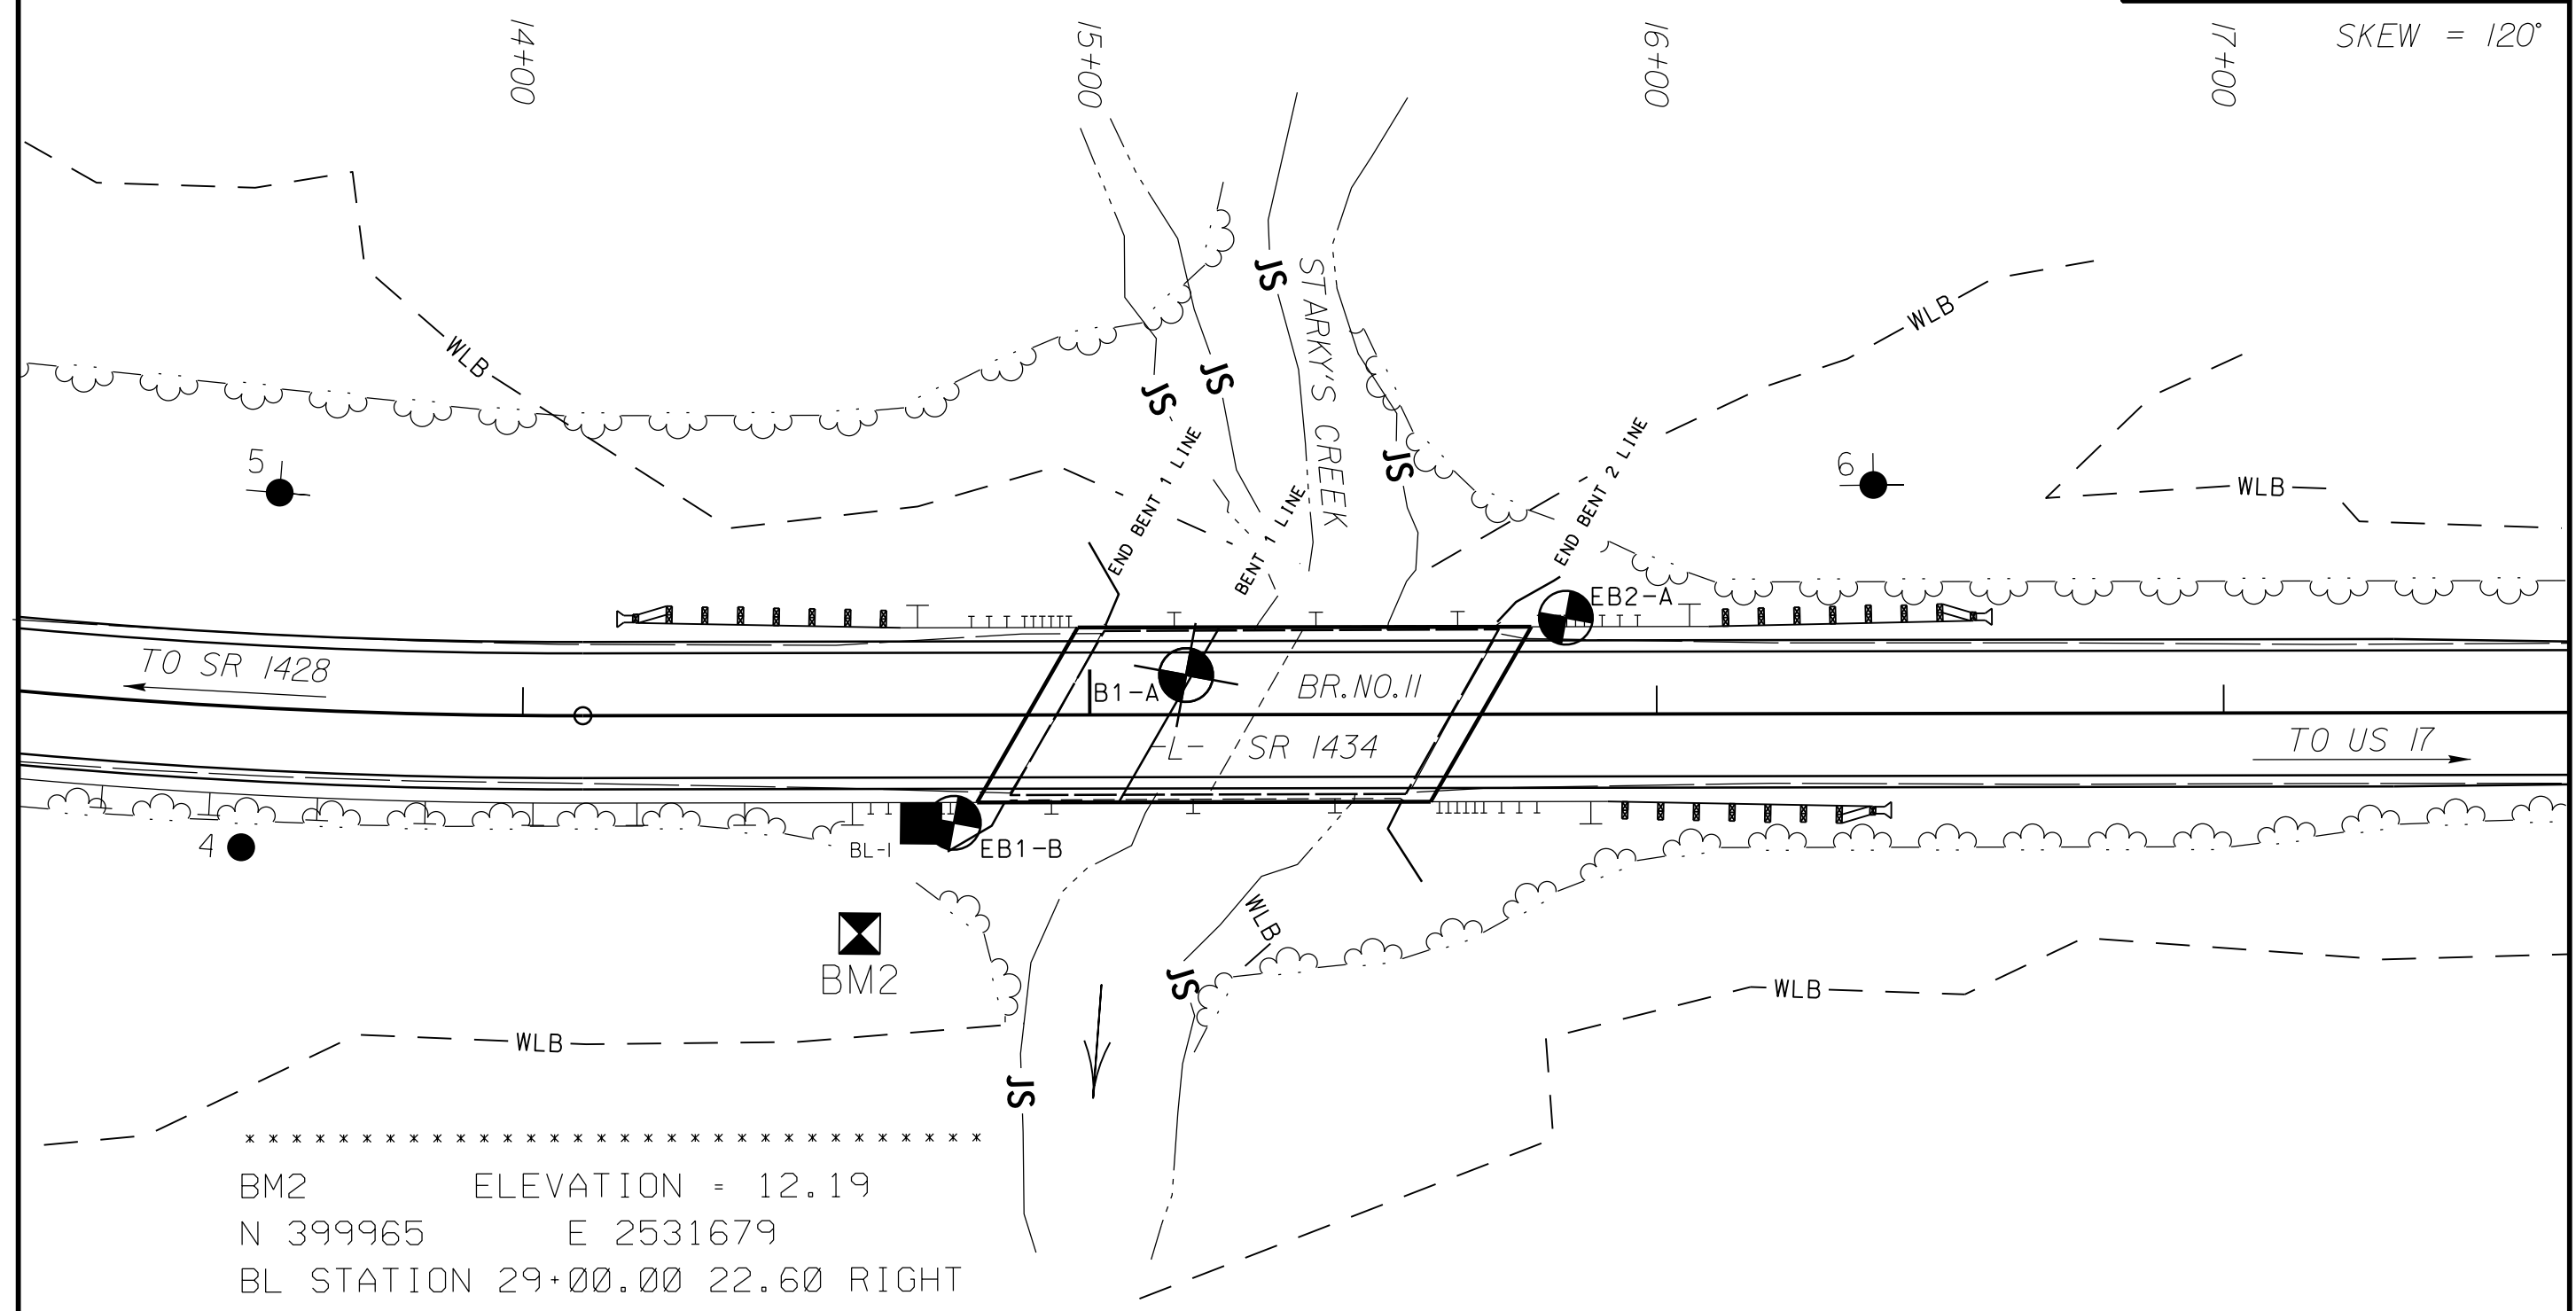 14+00
15+00
16+00
17+00
SKEW = 120°
JS
STARKY'S CREEK
WLB
WLB
JS
JS
JS
5
6
WLB
END BENT 1 LINE
BENT 1 LINE
END BENT 2 LINE
EB2-A
TO SR 1428
B1-A
BR.NO.11
-L- SR 1434
TO US 17
4
BL-1
EB1-B
WLB
BM2
JS
WLB
WLB
JS
* * * * * * * * * * * * * * * * * * * * * * * * * * * * * * * *
BM2 ELEVATION = 12.19
N 399965 E 2531679
BL STATION 29+00.00 22.60 RIGHT